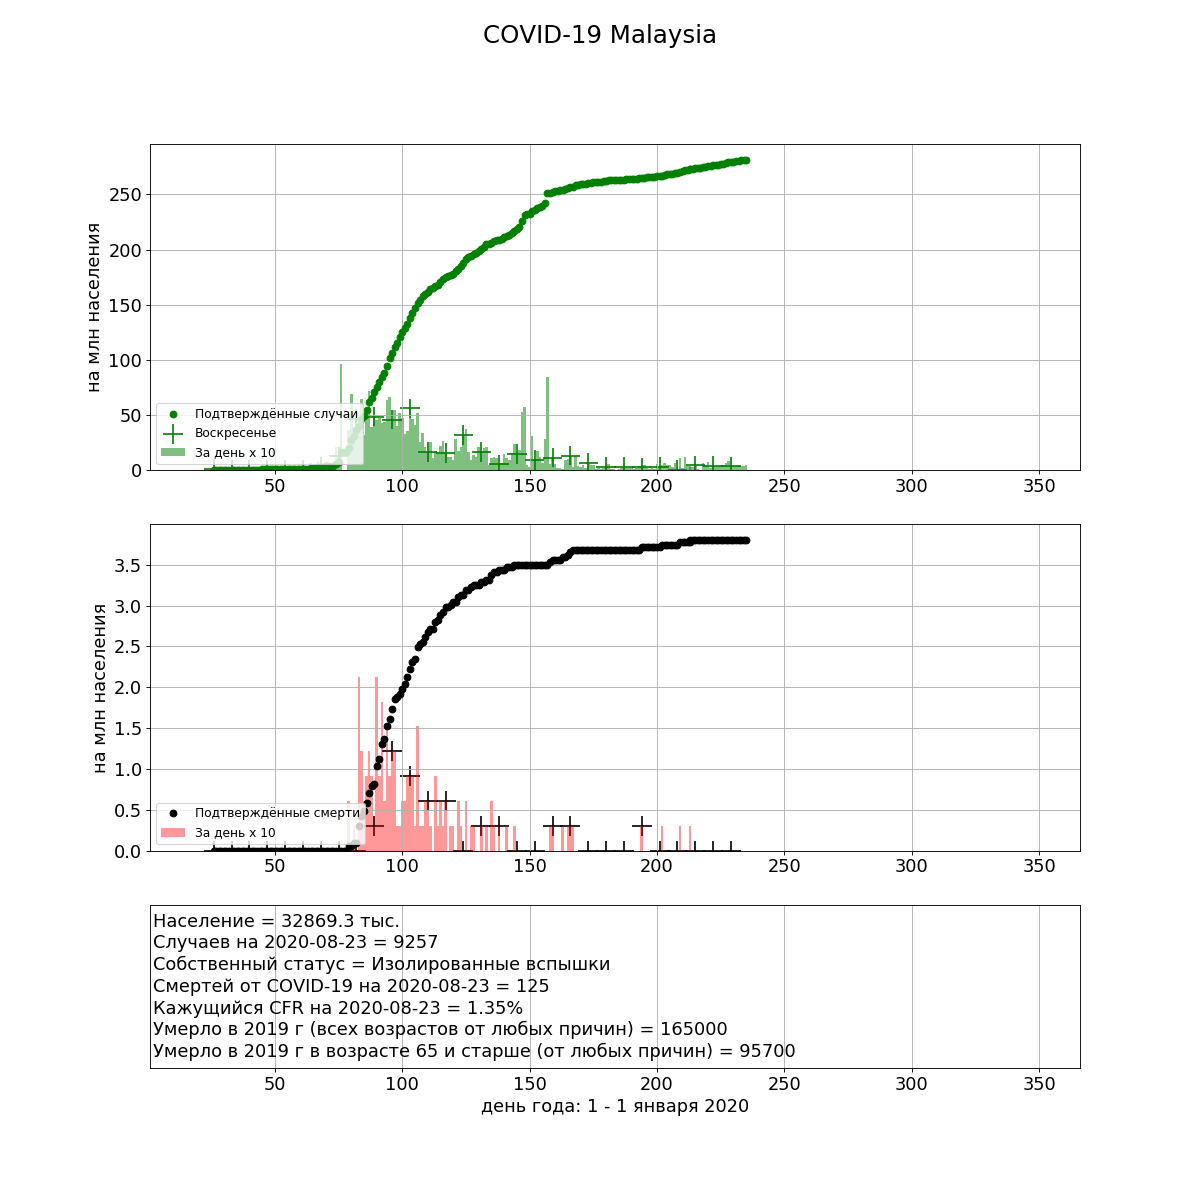 COVID-19 Malaysia
на млн населения
250
200
150
100
50
0
Подтверждённые случаи
Воскресенье
За день x 10
50 100 150 200 250 300 350
на млн населения
3.5
3.0
2.5
2.0
1.5
1.0
0.5
0.0
Подтверждённые смерти
За день x 10
50 100 150 200 250 300 350
Население = 32869.3 тыс.
Случаев на 2020-08-23 = 9257
Собственный статус = Изолированные вспышки
Смертей от COVID-19 на 2020-08-23 = 125
Кажущийся CFR на 2020-08-23 = 1.35%
Умерло в 2019 г (всех возрастов от любых причин) = 165000
Умерло в 2019 г в возрасте 65 и старше (от любых причин) = 95700
50 100 150 200 250 300 350
день года: 1 - 1 января 2020